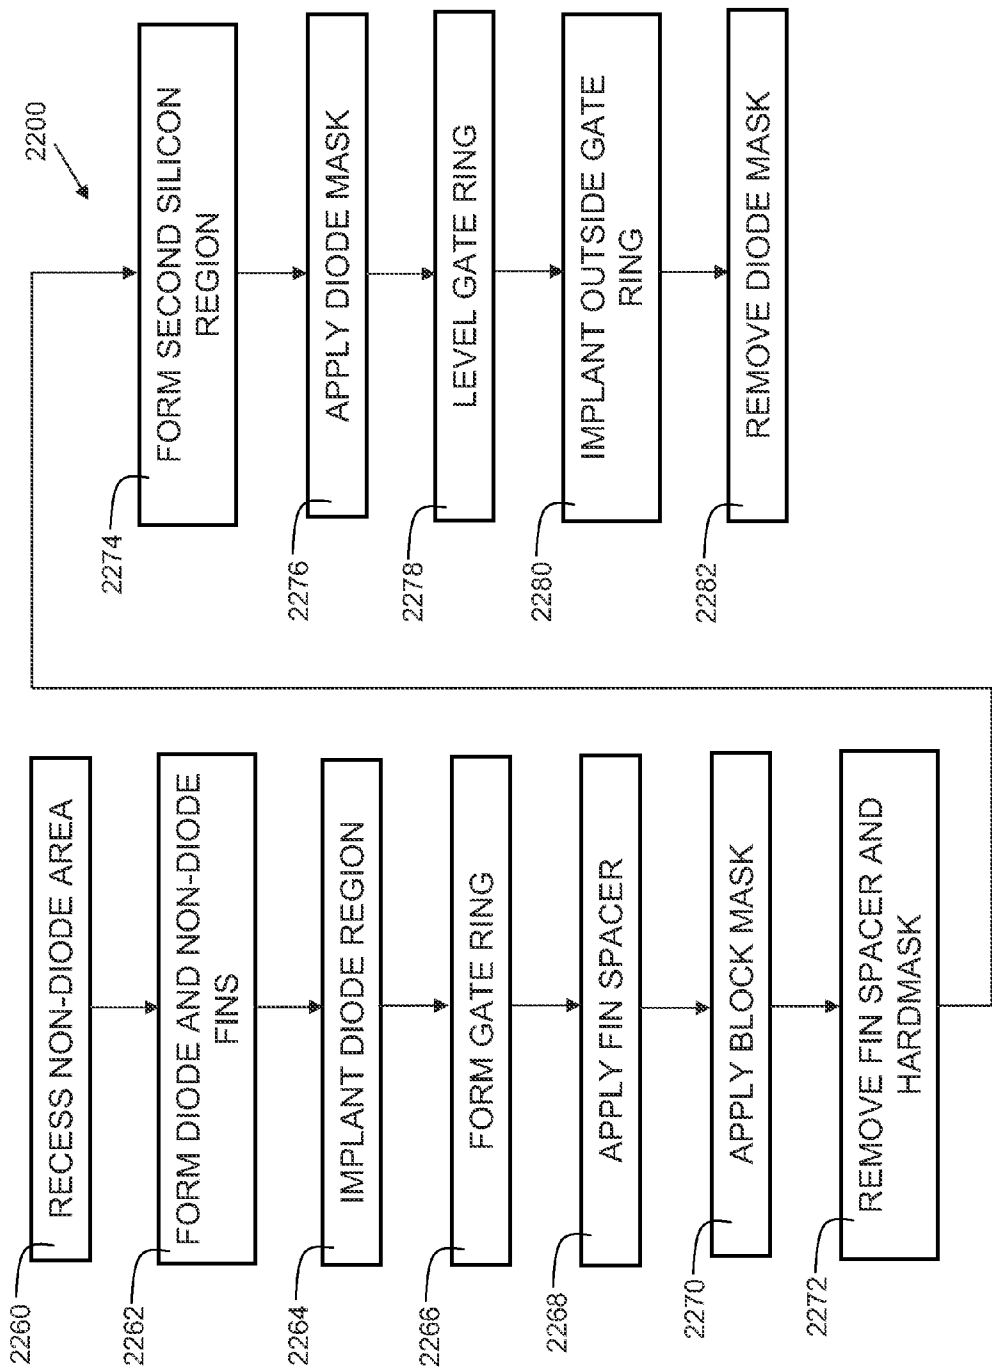 2200
2260
RECESS NON-DIODE AREA
2262
FORM DIODE AND NON-DIODE
FINS
2264
IMPLANT DIODE REGION
2266
FORM GATE RING
2268
APPLY FIN SPACER
2270
APPLY BLOCK MASK
2272
REMOVE FIN SPACER AND
HARDMASK
2274
FORM SECOND SILICON
REGION
2276
APPLY DIODE MASK
2278
LEVEL GATE RING
2280
IMPLANT OUTSIDE GATE
RING
2282
REMOVE DIODE MASK